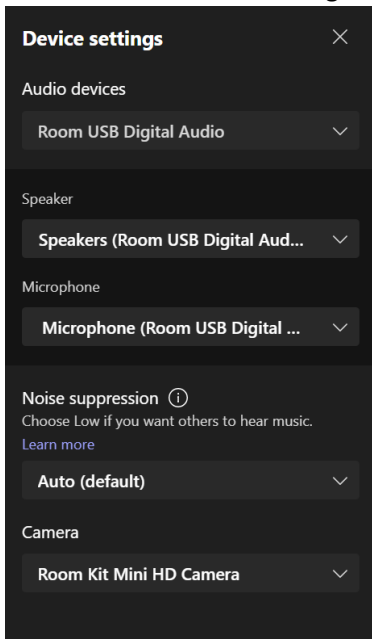 Device settings
Audio devices
Room USB Digital Audio
Speaker
Speakers (Room USB Digital Aud...
Microphone
Microphone (Room USB Digital ...
Noise suppression
Choose Low if you want others to hear music.
Learn more
Auto (default)
Camera
Room Kit Mini HD Camera